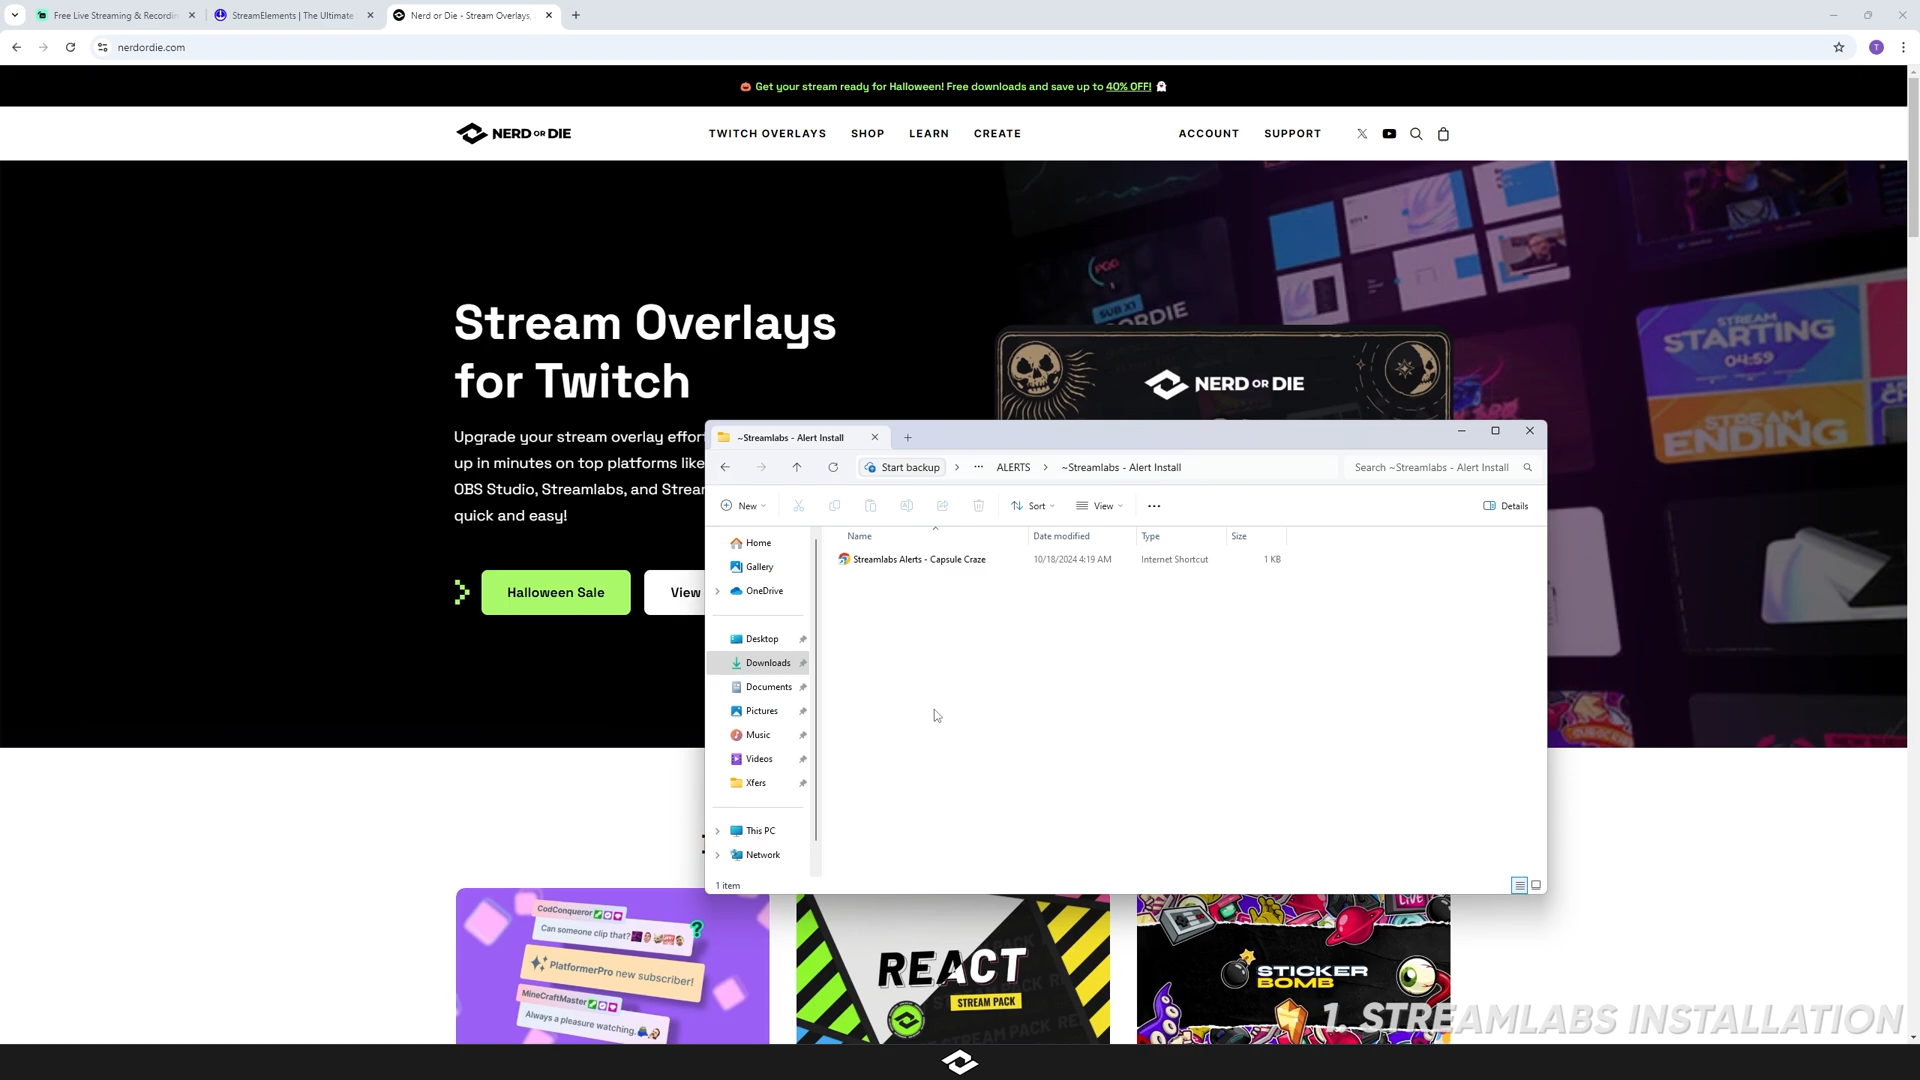 Free Live Streaming & Recordin
StreamElements | The Ultimate
Nerd or Die - Stream Overlays,
nerdordie.com
T
Get your stream ready for Halloween! Free downloads and save up to 40% OFF!
NERD OR DIE
TWITCH OVERLAYS
SHOP
LEARN
CREATE
ACCOUNT
SUPPORT
Stream Overlays
for Twitch
Upgrade your stream overlay effor
up in minutes on top platforms like
OBS Studio, Streamlabs, and Strear
quick and easy!
Halloween Sale
View
SUB X1
NERD OR DIE
STREAM
STARTING
04:59
STREAM
ENDING
~Streamlabs - Alert Install
Start backup
ALERTS
~Streamlabs - Alert Install
Search ~Streamlabs - Alert Install
New
Sort
View
Details
Name
Date modified
Type
Size
Streamlabs Alerts - Capsule Craze
10/18/2024 4:19 AM
Internet Shortcut
1 KB
Home
Gallery
OneDrive
Desktop
Downloads
Documents
Pictures
Music
Videos
Xfers
This PC
Network
1 item
CodConqueror
Can someone clip that?
PlatformerPro new subscriber!
MineCraftMaster
Always a pleasure watching.
REACT
STREAM PACK
LIVE
STICKER
BOMB
1. STREAMLABS INSTALLATION